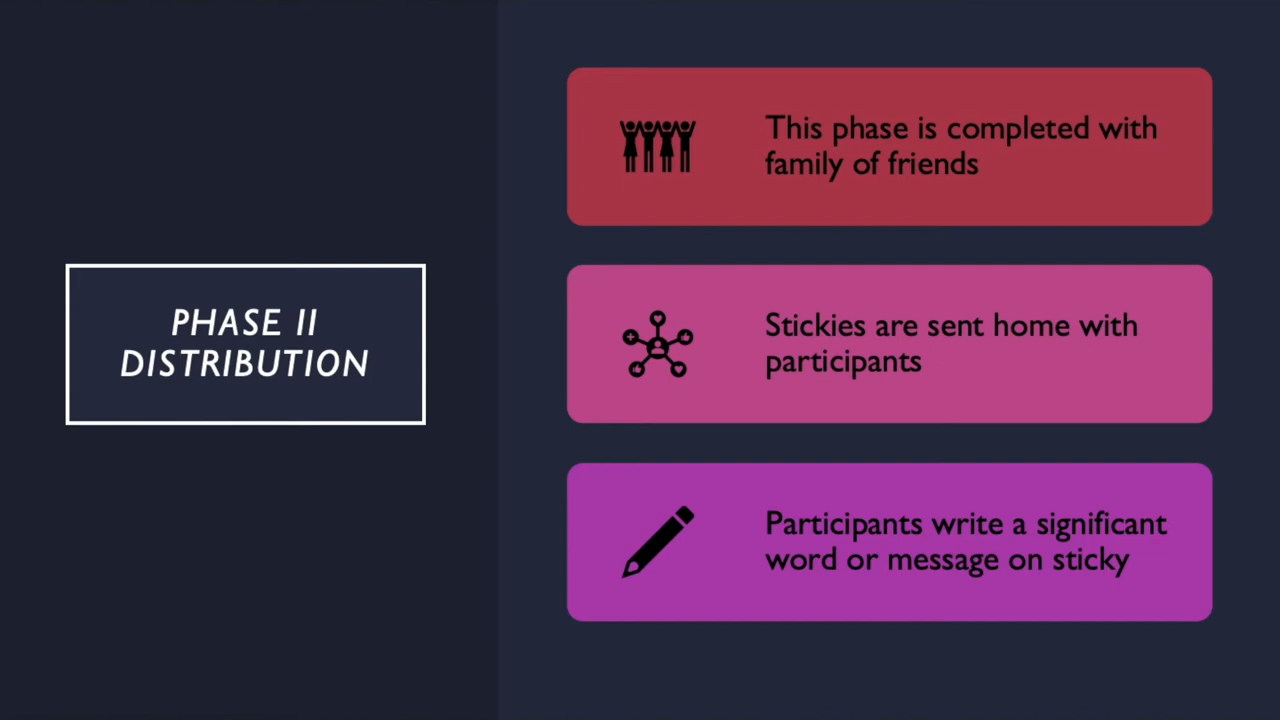 PHASE II
DISTRIBUTION
This phase is completed with
family of friends
Stickies are sent home with
participants
Participants write a significant
word or message on sticky